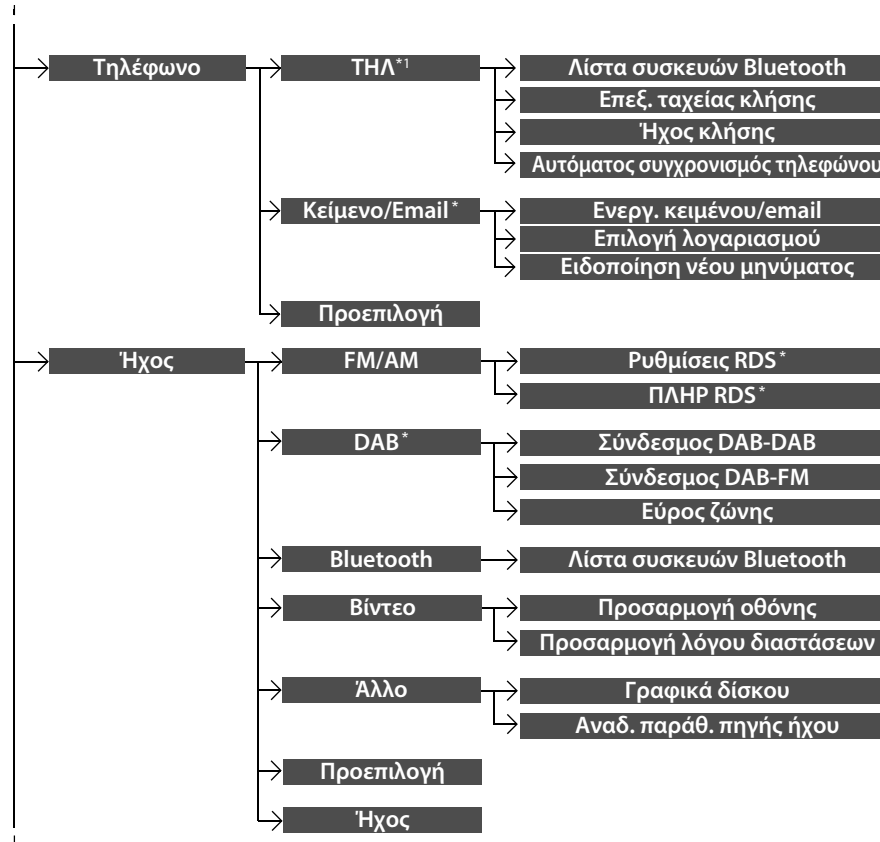 Τηλέφωνο
ΤΗΛ*1
Λίστα συσκευών Bluetooth
Επεξ. ταχείας κλήσης
Ήχος κλήσης
Αυτόματος συγχρονισμός τηλεφώνου
Κείμενο/Email*
Ενεργ. κειμένου/email
Επιλογή λογαριασμού
Ειδοποίηση νέου μηνύματος
Προεπιλογή
Ήχος
FM/AM
Ρυθμίσεις RDS*
ΠΛΗΡ RDS*
DAB*
Σύνδεσμος DAB-DAB
Σύνδεσμος DAB-FM
Εύρος ζώνης
Bluetooth
Λίστα συσκευών Bluetooth
Βίντεο
Προσαρμογή οθόνης
Προσαρμογή λόγου διαστάσεων
Άλλο
Γραφικά δίσκου
Αναδ. παράθ. πηγής ήχου
Προεπιλογή
Ήχος